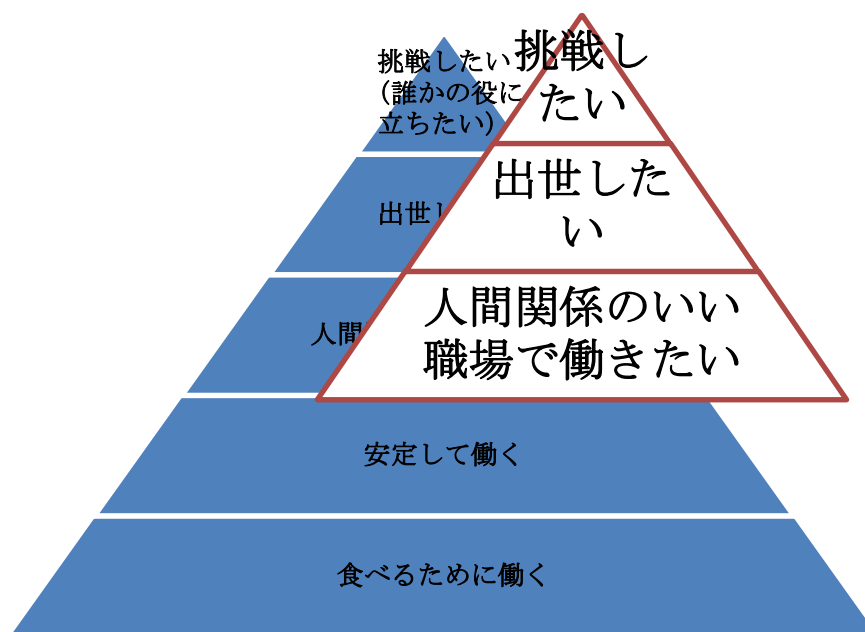 挑戦したい
(誰かの役に
立ちたい)
挑戦し
たい
出世
出世した
い
人間
人間関係のいい
職場で働きたい
安定して働く
食べるために働く